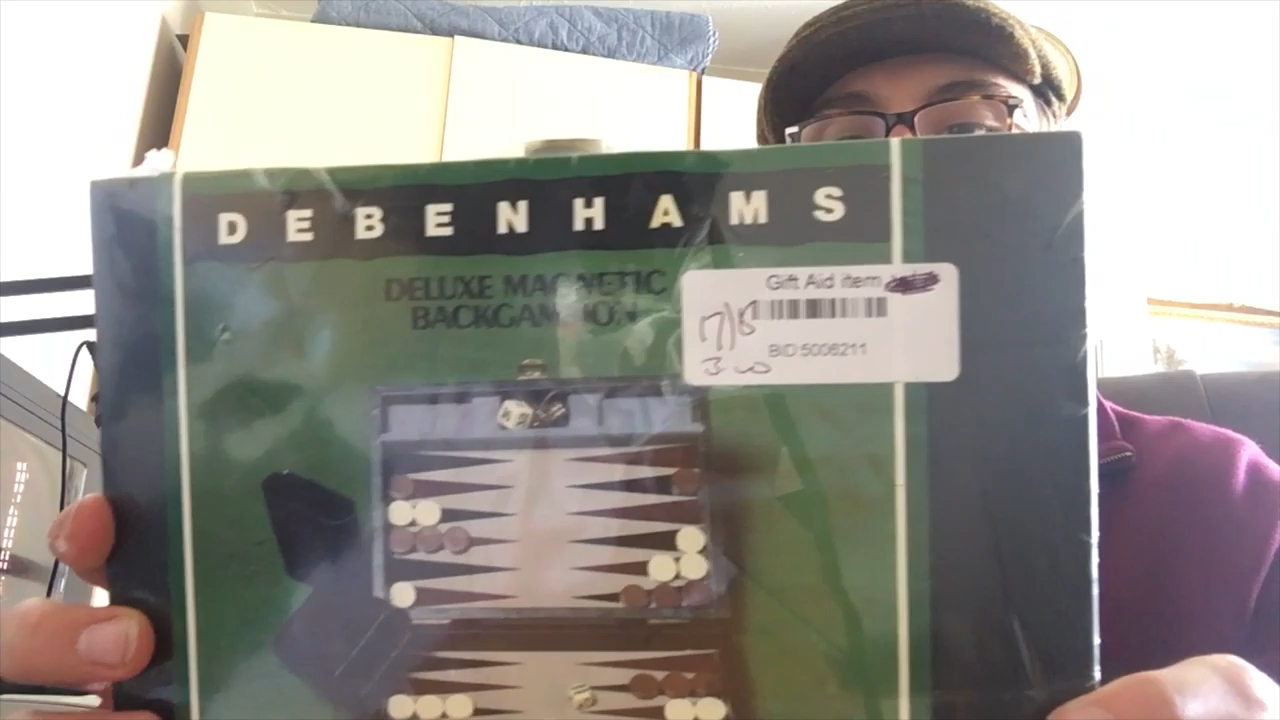 DEBENHAMS
DELUXE MAGNETIC
BACKGAMMON
Gift Aid item
17/8
3-00
BID:5006211